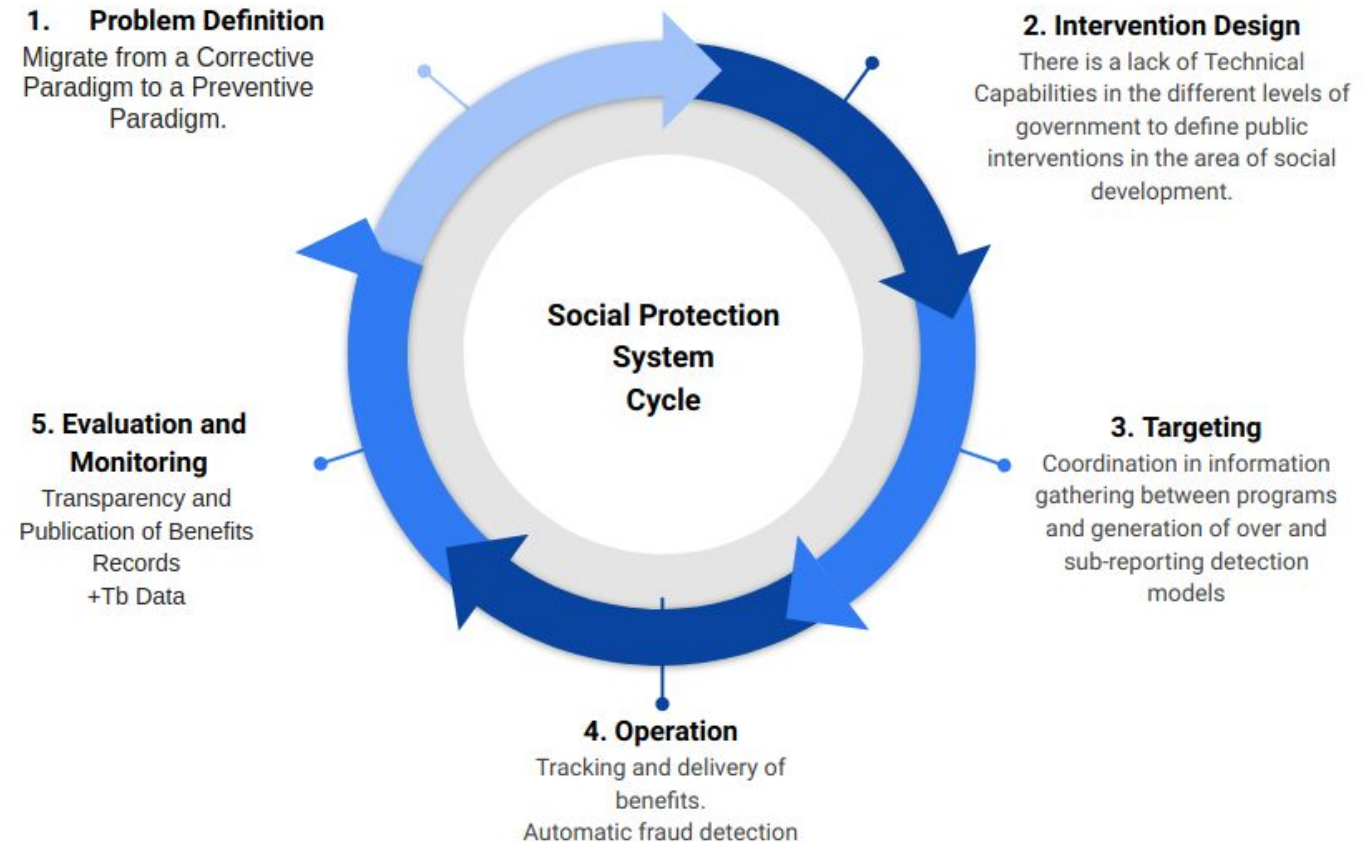 1. Problem Definition
Migrate from a Corrective
Paradigm to a Preventive
Paradigm.
2. Intervention Design
There is a lack of Technical
Capabilities in the different levels of
government to define public
interventions in the area of social
development.
Social Protection
System
Cycle
3. Targeting
Coordination in information
gathering between programs
and generation of over and
sub-reporting detection
models
4. Operation
Tracking and delivery of
benefits.
Automatic fraud detection
5. Evaluation and
Monitoring
Transparency and
Publication of Benefits
Records
+Tb Data